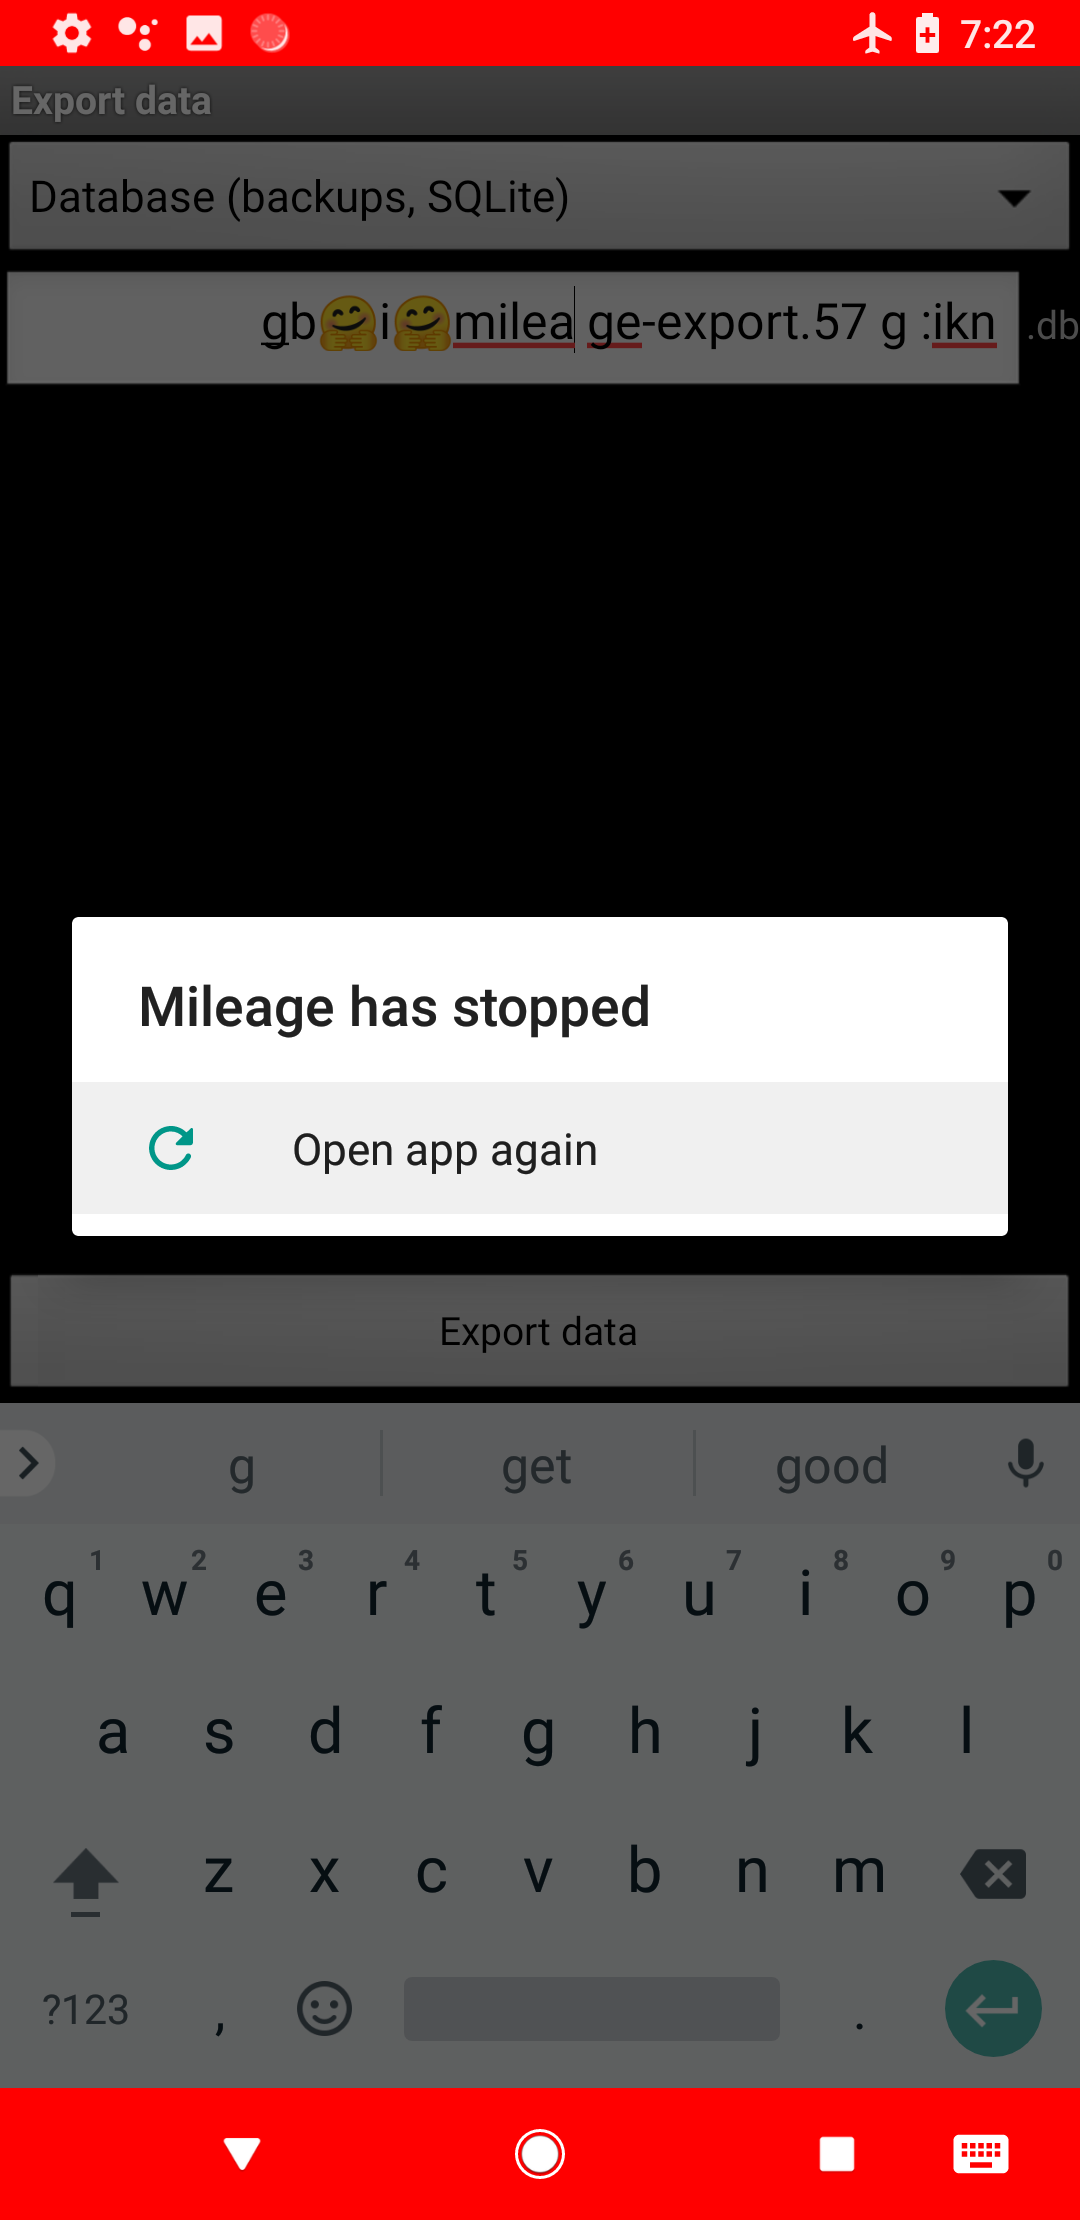 7:22
Export data
Database (backups, SQLite)
gb🤗i🤗milea ge-export.57 g :ikn .db
Mileage has stopped
Open app again
Export data
g get good
1 2 3 4 5 6 7 8 9 0
q w e r t y u i o p
a s d f g h j k l
z x c v b n m
?123 , .